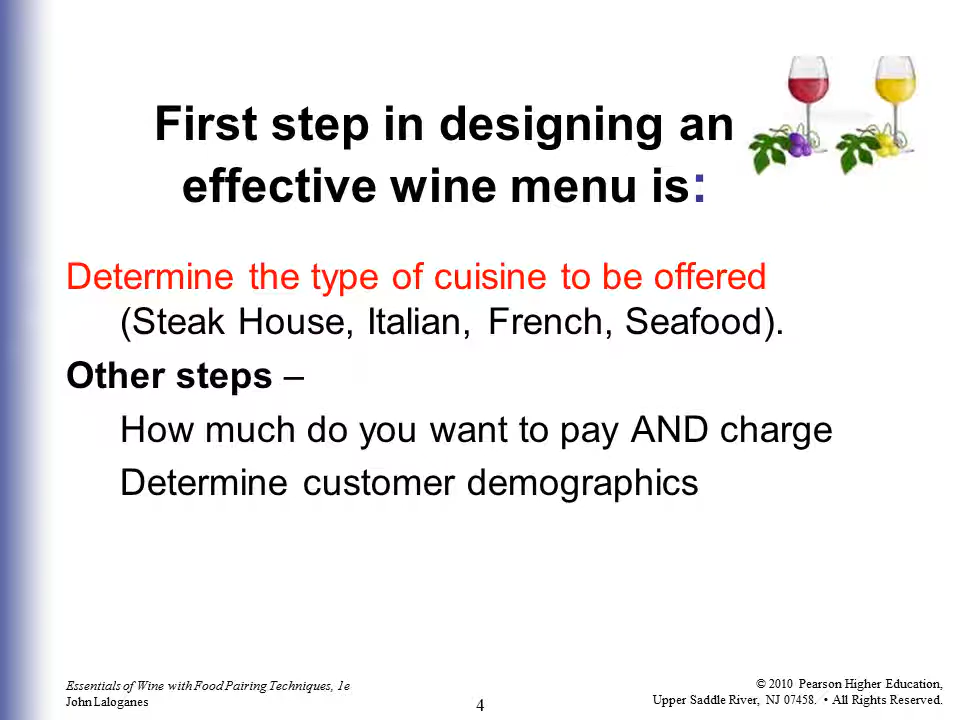 First step in designing an
effective wine menu is:
Determine the type of cuisine to be offered
(Steak House, Italian, French, Seafood).
Other steps –
How much do you want to pay AND charge
Determine customer demographics
Essentials of Wine with Food Pairing Techniques, 1e
John Laloganes
4
© 2010 Pearson Higher Education,
Upper Saddle River, NJ 07458. • All Rights Reserved.